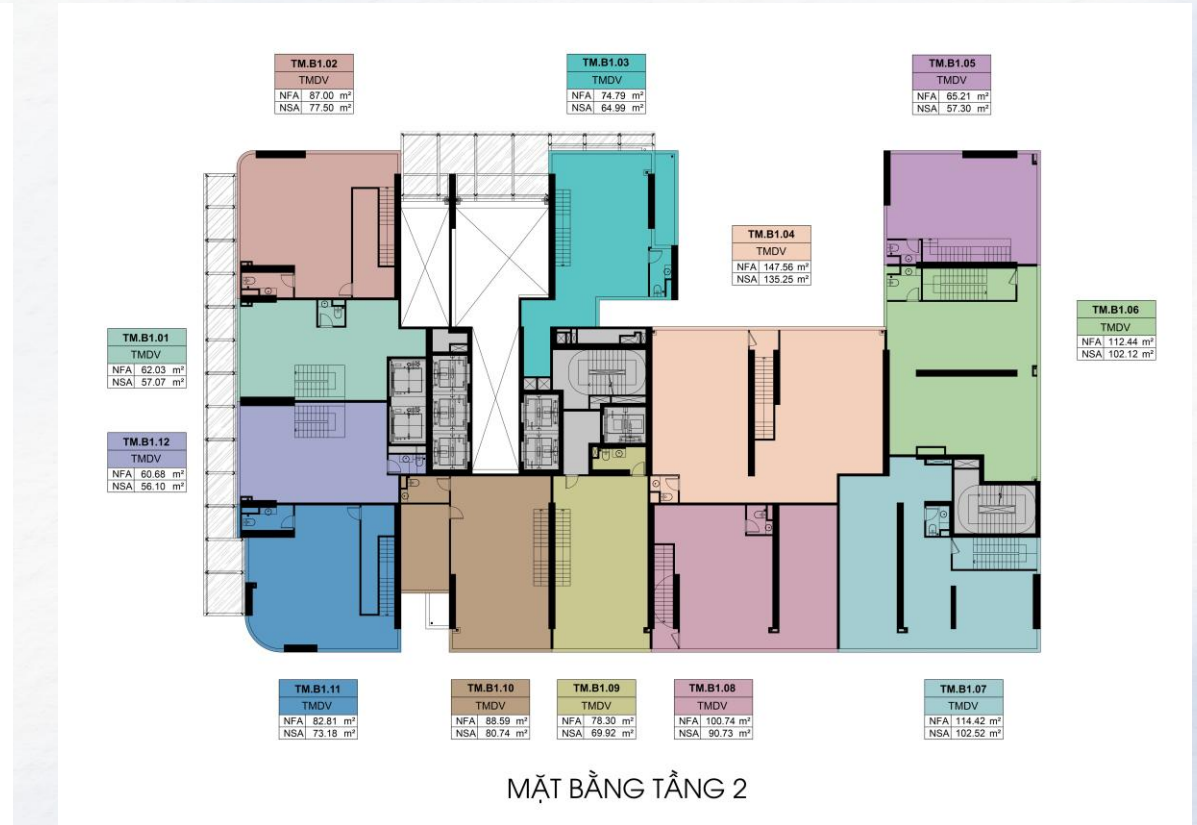 TM.B1.02
TMDV
NFA 87.00 m²
NSA 77.50 m²
TM.B1.03
TMDV
NFA 74.79 m²
NSA 64.99 m²
TM.B1.05
TMDV
NFA 65.21 m²
NSA 57.30 m²
TM.B1.04
TMDV
NFA 147.56 m²
NSA 135.25 m²
TM.B1.06
TMDV
NFA 112.44 m²
NSA 102.12 m²
TM.B1.01
TMDV
NFA 62.03 m²
NSA 57.07 m²
TM.B1.12
TMDV
NFA 60.68 m²
NSA 56.10 m²
TM.B1.11
TMDV
NFA 82.81 m²
NSA 73.18 m²
TM.B1.10
TMDV
NFA 88.59 m²
NSA 80.74 m²
TM.B1.09
TMDV
NFA 78.30 m²
NSA 69.92 m²
TM.B1.08
TMDV
NFA 100.74 m²
NSA 90.73 m²
TM.B1.07
TMDV
NFA 114.42 m²
NSA 102.52 m²
MẶT BẰNG TẦNG 2